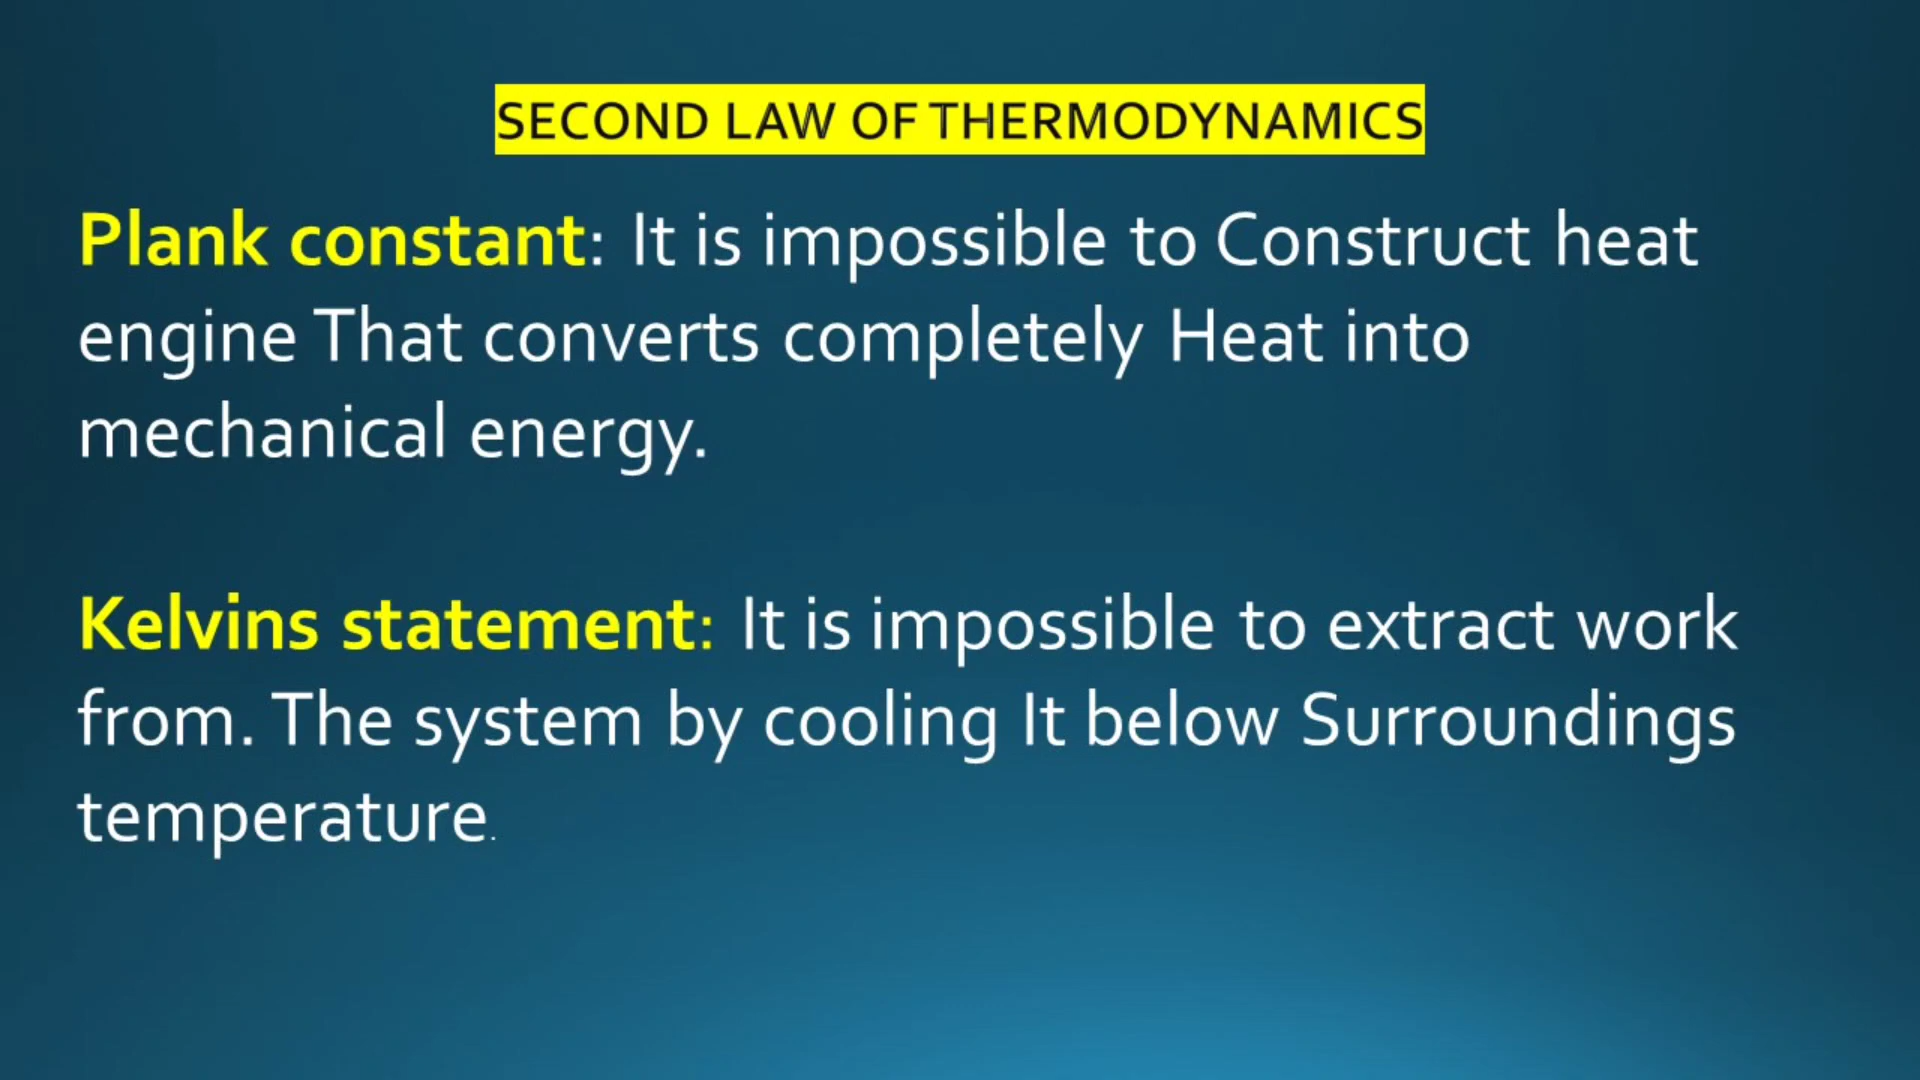 SECOND LAW OF THERMODYNAMICS
Plank constant: It is impossible to Construct heat
engine That converts completely Heat into
mechanical energy.
Kelvins statement: It is impossible to extract work
from. The system by cooling It below Surroundings
temperature.